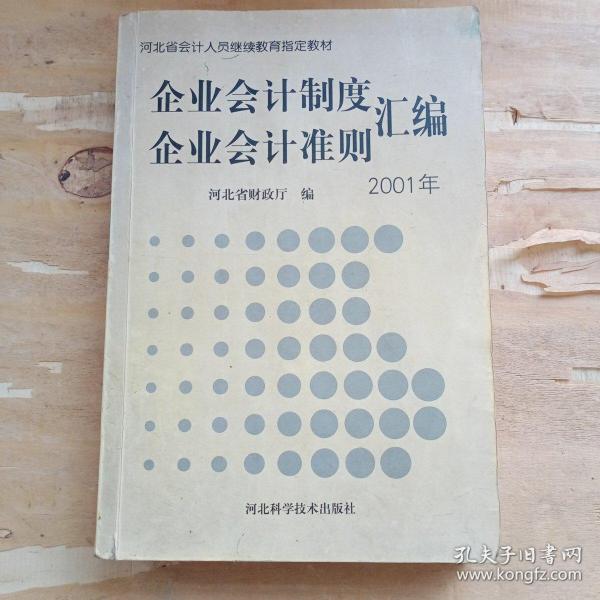 河北省会计人员继续教育指定教材
企业会计制度
企业会计准则
汇编
2001年
河北省财政厅 编
河北科学技术出版社
孔夫子旧书网
www.kongfz.com